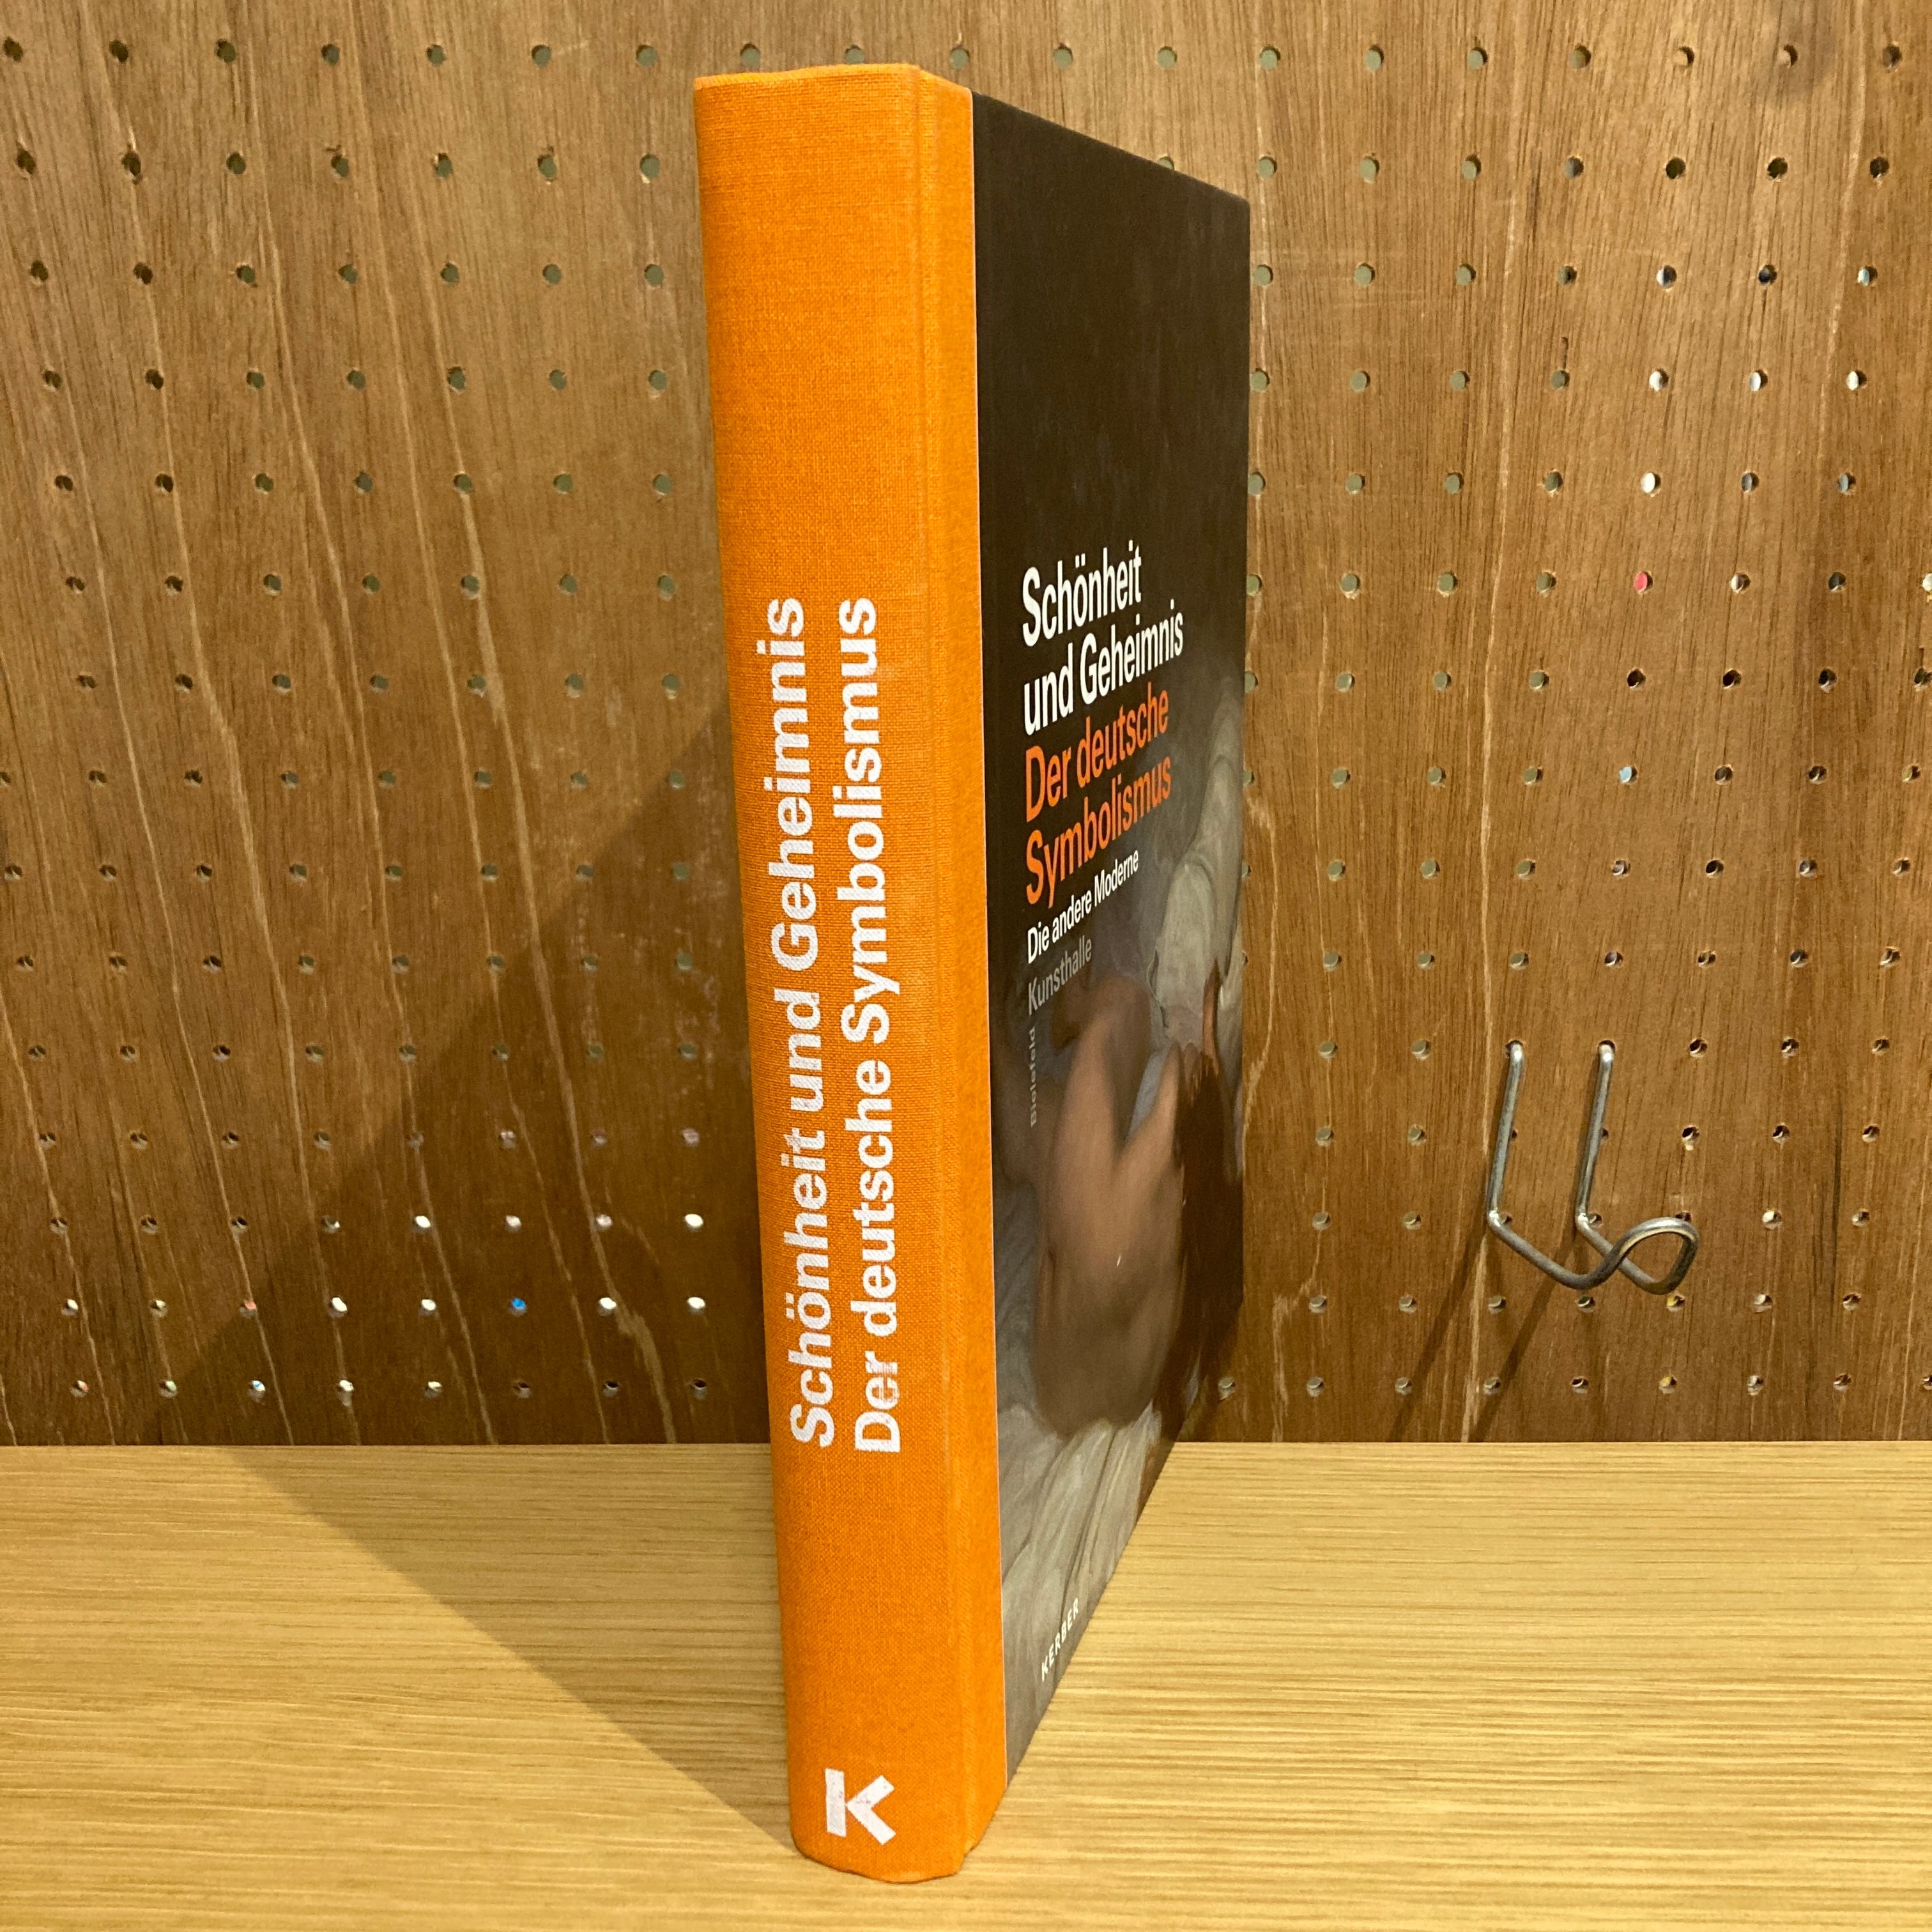 Schönheit und Geheimnis
Der deutsche Symbolismus
K
Schönheit
und Geheimnis
Der deutsche
Symbolismus
Die andere Moderne
Kunsthalle
Bielefeld
KERBER